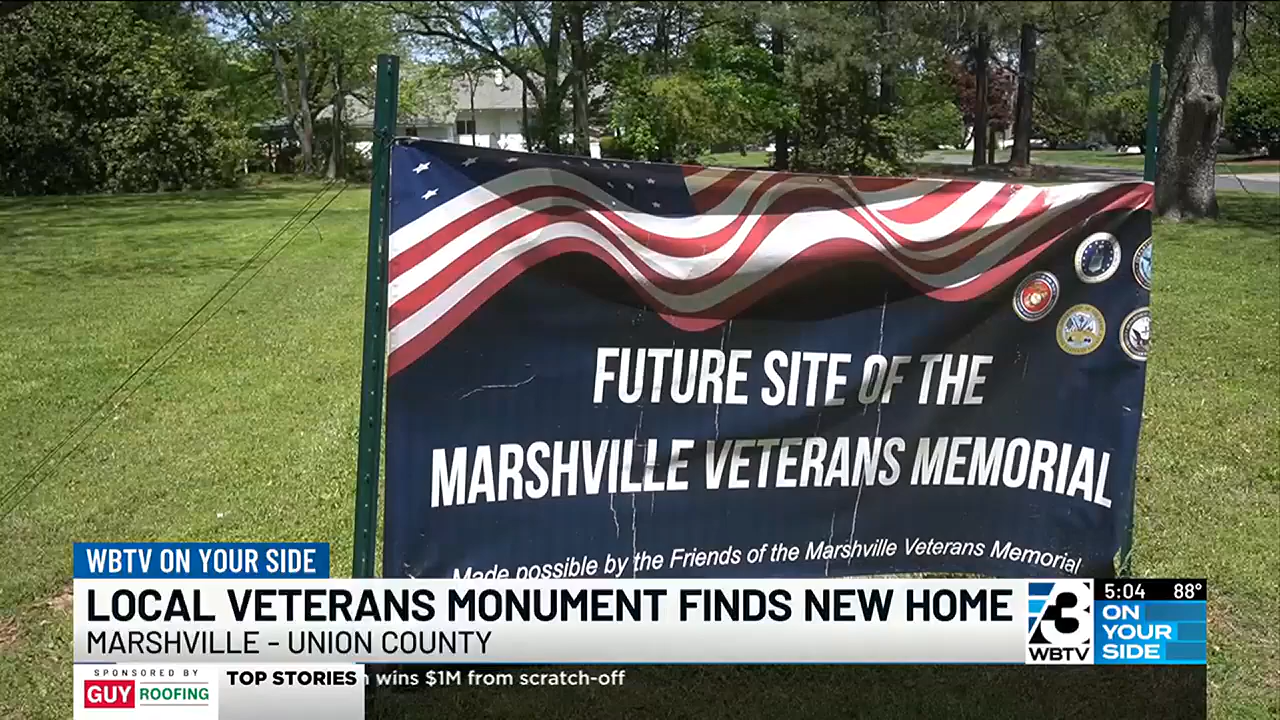 FUTURE SITE OF THE
MARSHVILLE VETERANS MEMORIAL
Made possible by the Friends of the Marshville Veterans Memorial
WBTV ON YOUR SIDE
LOCAL VETERANS MONUMENT FINDS NEW HOME
MARSHVILLE - UNION COUNTY
3
WBTV
5:04 88°
ON
YOUR
SIDE
SPONSORED BY
GUY ROOFING
TOP STORIES
wins $1M from scratch-off